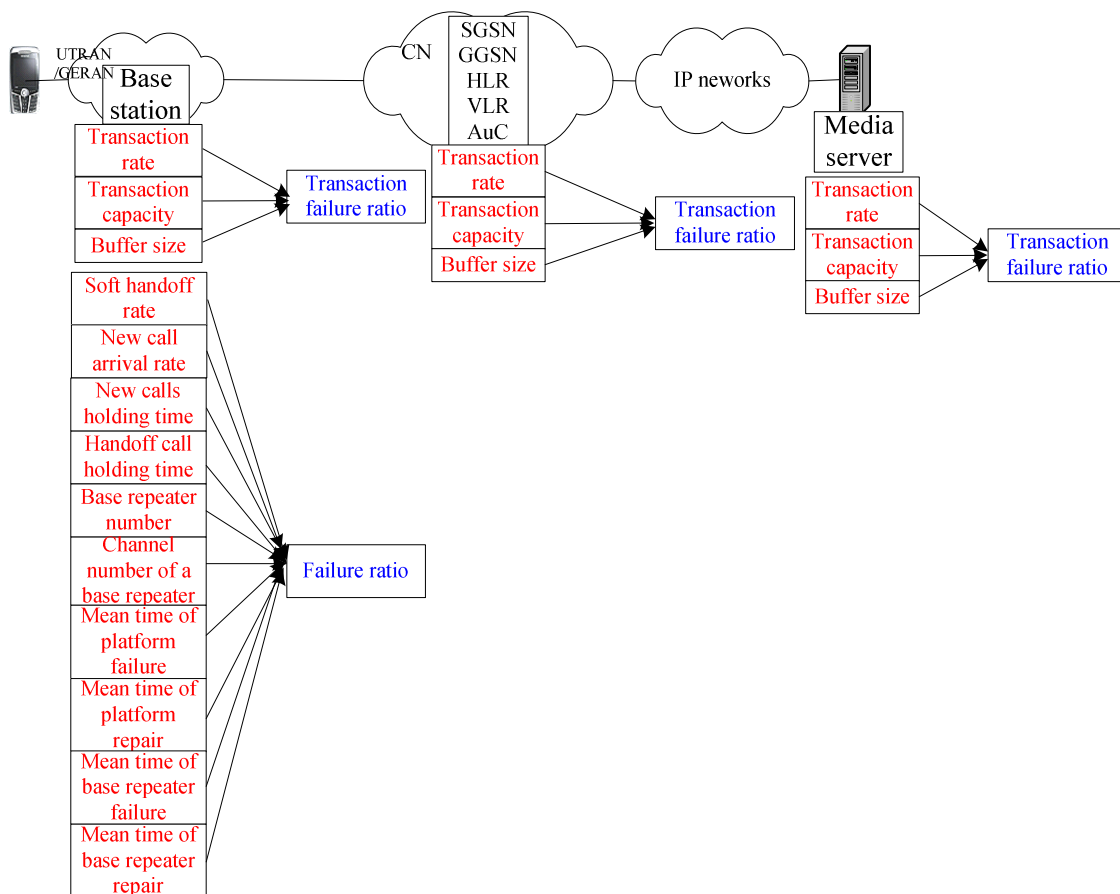 UTRAN
/GERAN
Base
station
CN
SGSN
GGSN
HLR
VLR
AuC
IP neworks
Media
server
Transaction
rate
Transaction
capacity
Buffer size
Transaction
failure ratio
Transaction
rate
Transaction
capacity
Buffer size
Transaction
failure ratio
Transaction
rate
Transaction
capacity
Buffer size
Transaction
failure ratio
Soft handoff
rate
New call
arrival rate
New calls
holding time
Handoff call
holding time
Base repeater
number
Channel
number of a
base repeater
Mean time of
platform
failure
Mean time of
platform
repair
Mean time of
base repeater
failure
Mean time of
base repeater
repair
Failure ratio